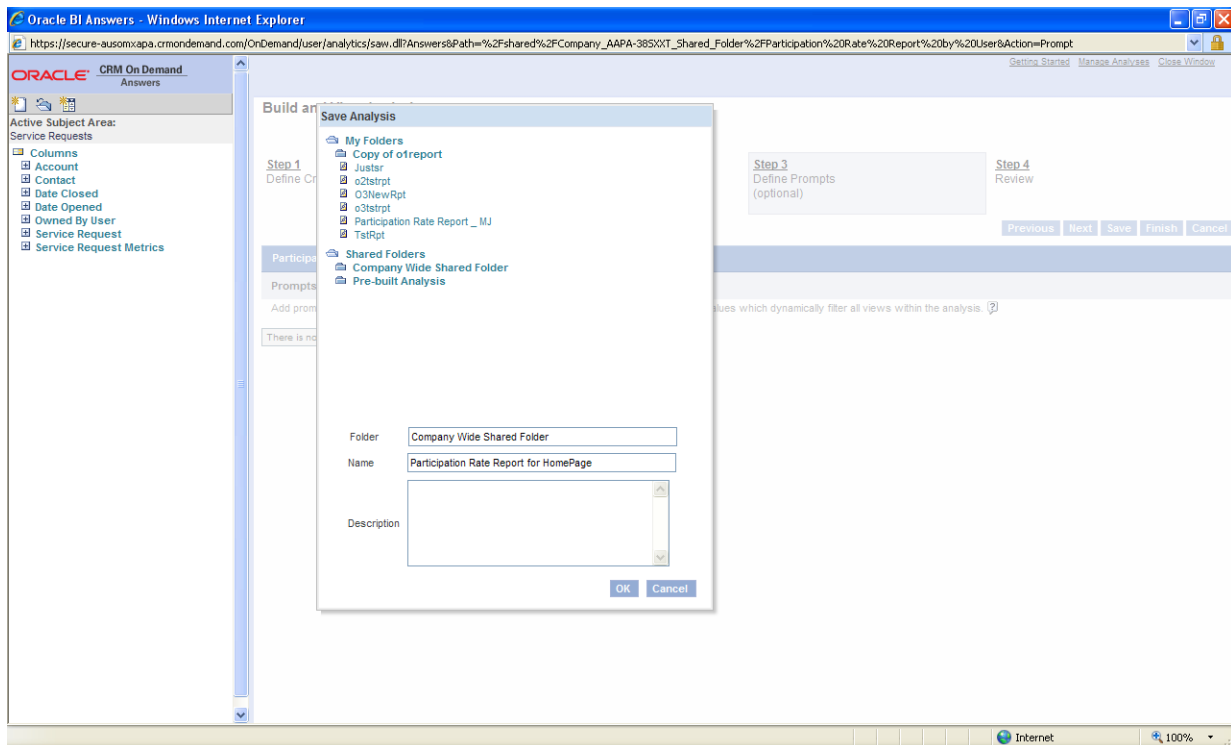 Oracle BI Answers - Windows Internet Explorer
https://secure-ausomxapa.crmondemand.com/OnDemand/user/analytics/saw.dll?Answers&Path=%2Fshared%2FCompany_AAPA-38SXXT_Shared_Folder%2FParticipation%20Rate%20Report%20by%20User&Action=Prompt
ORACLE CRM On Demand
Answers
Getting Started Manage Analyses Close Window
Active Subject Area:
Service Requests
Columns
Account
Contact
Date Closed
Date Opened
Owned By User
Service Request
Service Request Metrics
Build an
Step 1
Define Cr
Step 3
Define Prompts
(optional)
Step 4
Review
Previous Next Save Finish Cancel
Participa
Prompts
Add prom
alues which dynamically filter all views within the analysis. ?
There is no
Save Analysis
My Folders
Copy of o1report
Justsr
o2tstrpt
O3NewRpt
o3tstrpt
Participation Rate Report _ MJ
TstRpt
Shared Folders
Company Wide Shared Folder
Pre-built Analysis
Folder Company Wide Shared Folder
Name Participation Rate Report for HomePage
Description
OK Cancel
Internet 100%